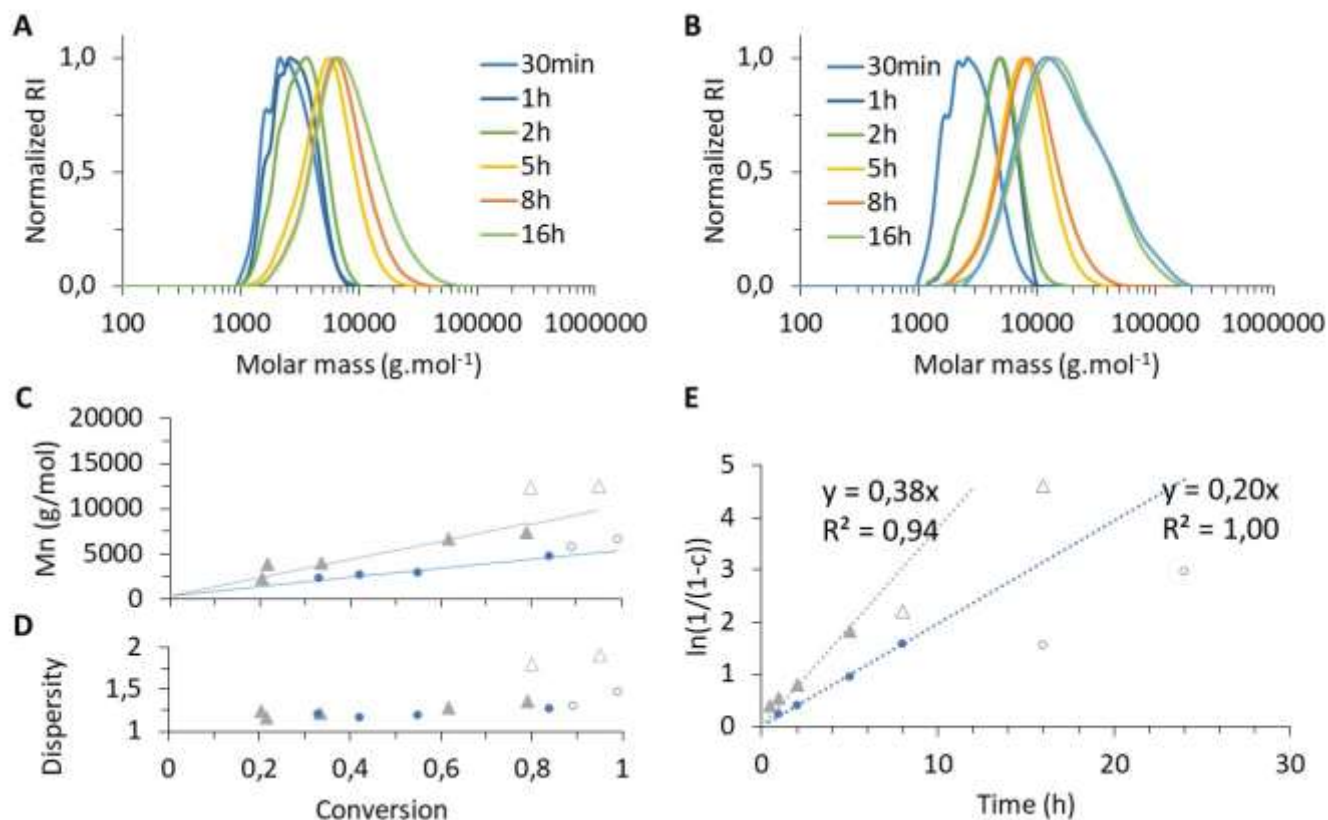 A
1,0
0,5
0,0
Normalized RI
30min
1h
2h
5h
8h
16h
100 1000 10000 100000 1000000
Molar mass (g.mol⁻¹)
B
1,0
0,5
0,0
Normalized RI
30min
1h
2h
5h
8h
16h
100 1000 10000 100000 1000000
Molar mass (g.mol⁻¹)
C
20000
15000
12500
5000
0
Mn (g/mol)
D
2
1,5
1
Dispersity
0 0,2 0,4 0,6 0,8 1
Conversion
E
5
4
3
2
1
0
ln(1/(1-c))
y = 0,38x
R² = 0,94
y = 0,20x
R² = 1,00
0 10 20 30
Time (h)